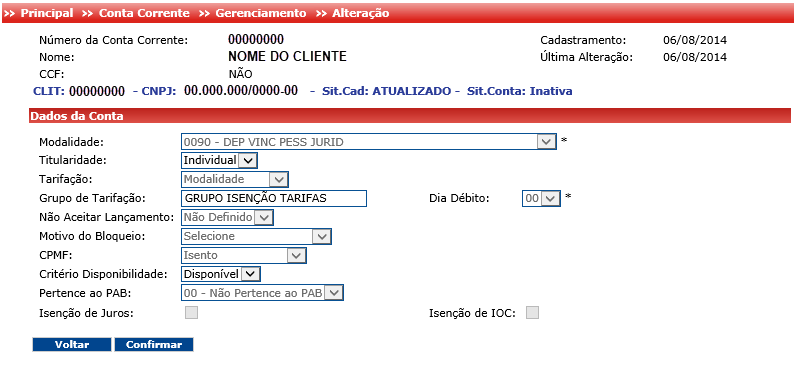 >> Principal >> Conta Corrente >> Gerenciamento >> Alteração
Número da Conta Corrente: 00000000 Cadastramento: 06/08/2014
Nome: NOME DO CLIENTE Última Alteração: 06/08/2014
CCF: NÃO
CLIT: 00000000 - CNPJ: 00.000.000/0000-00 - Sit.Cad: ATUALIZADO - Sit.Conta: Inativa
Dados da Conta
Modalidade: 0090 - DEP VINC PESS JURID *
Titularidade: Individual
Tarifação: Modalidade
Grupo de Tarifação: GRUPO ISENÇÃO TARIFAS Dia Débito: 00 *
Não Aceitar Lançamento: Não Definido
Motivo do Bloqueio: Selecione
CPMF: Isento
Critério Disponibilidade: Disponível
Pertence ao PAB: 00 - Não Pertence ao PAB
Isenção de Juros: Isenção de IOC:
Voltar Confirmar